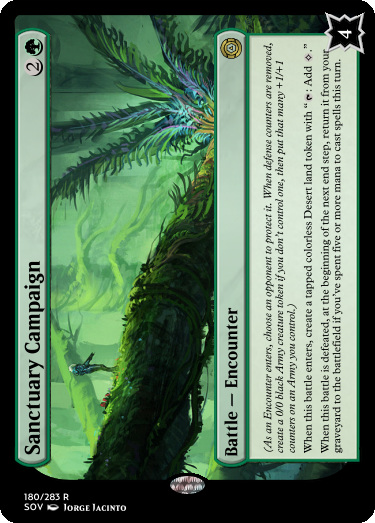 Sanctuary Campaign 2
Battle — Encounter
(As an Encounter enters, choose an opponent to protect it. When defense counters are removed,
create a 0/0 black Army creature token if you don't control one, then put that many +1/+1
counters on an Army you control.)
When this battle enters, create a tapped colorless Desert land token with “: Add .”
When this battle is defeated, at the beginning of the next end step, return it from your
graveyard to the battlefield if you've spent five or more mana to cast spells this turn.
4
180/283 R
SOV Jorge Jacinto